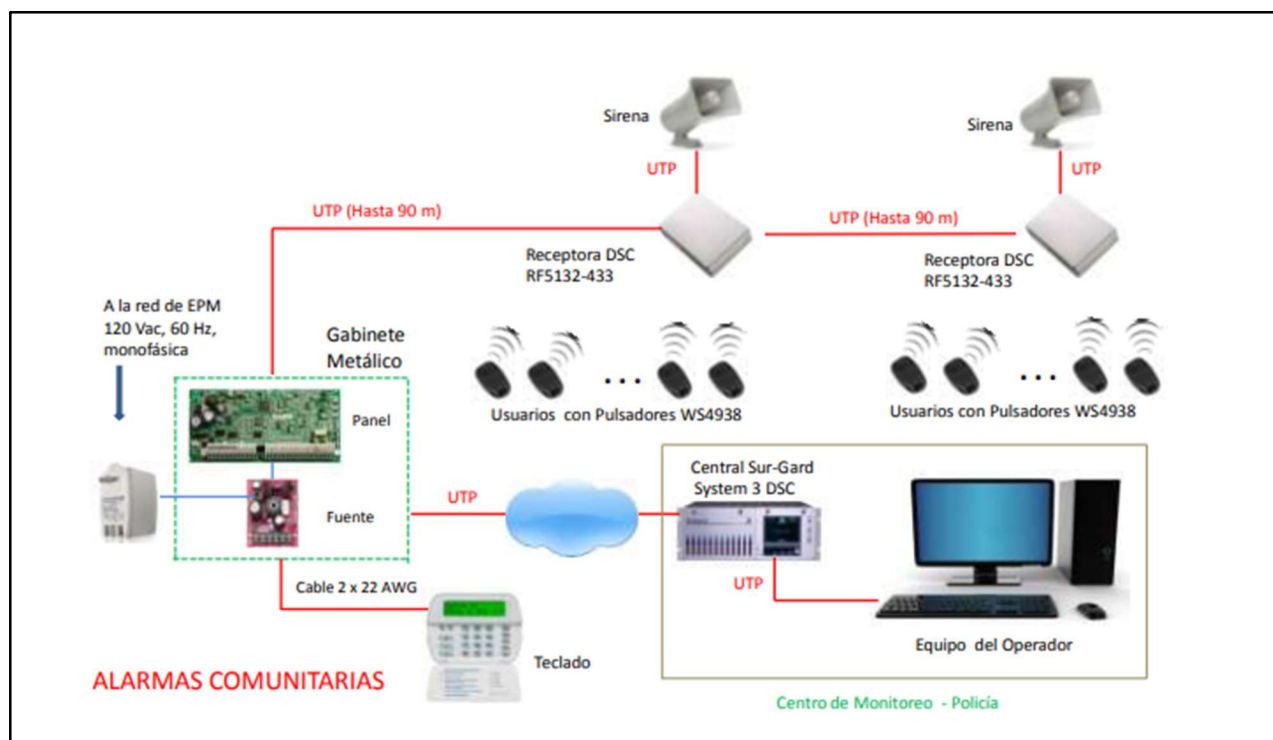 Sirena
Sirena
UTP
UTP
UTP (Hasta 90 m)
UTP (Hasta 90 m)
Receptora DSC
RF5132-433
Receptora DSC
RF5132-433
A la red de EPM
120 Vac, 60 Hz,
monofásica
Gabinete
Metálico
Panel
Fuente
...
...
Usuarios con Pulsadores WS4938
Usuarios con Pulsadores WS4938
Central Sur-Gard
System 3 DSC
UTP
UTP
Cable 2 x 22 AWG
Teclado
Equipo del Operador
ALARMAS COMUNITARIAS
Centro de Monitoreo - Policía